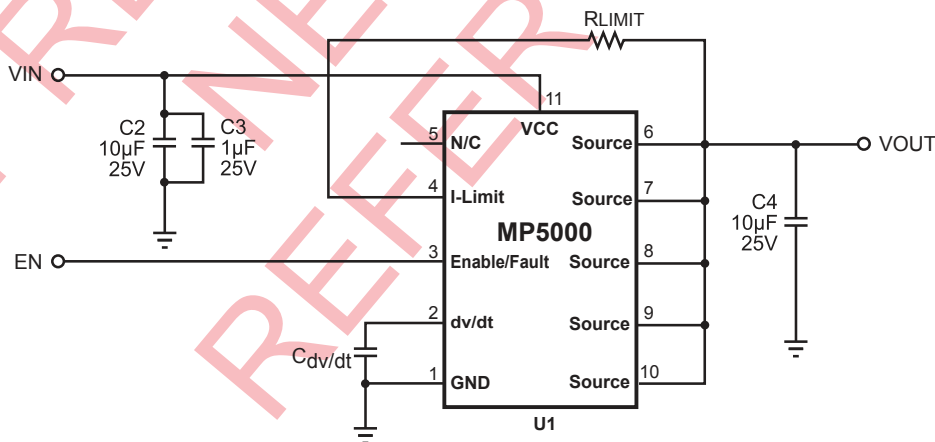 RLIMIT
VIN
11
VCC
C2
10µF
25V
C3
1µF
25V
5
N/C
Source
6
VOUT
4
I-Limit
Source
7
MP5000
C4
10µF
25V
EN
3
Enable/Fault
Source
8
2
dv/dt
Source
9
Cdv/dt
1
GND
Source
10
U1
REFER